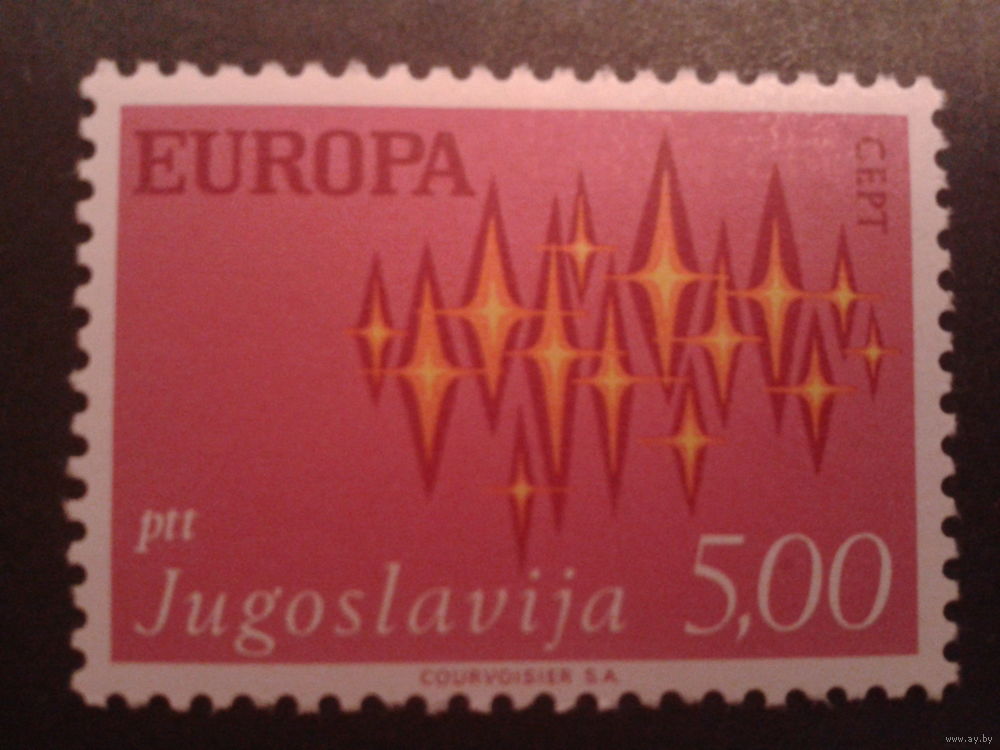 EUROPA
CEPT
ptt
Jugoslavija 5,00
COURVOISIER S.A.
www.ay.by